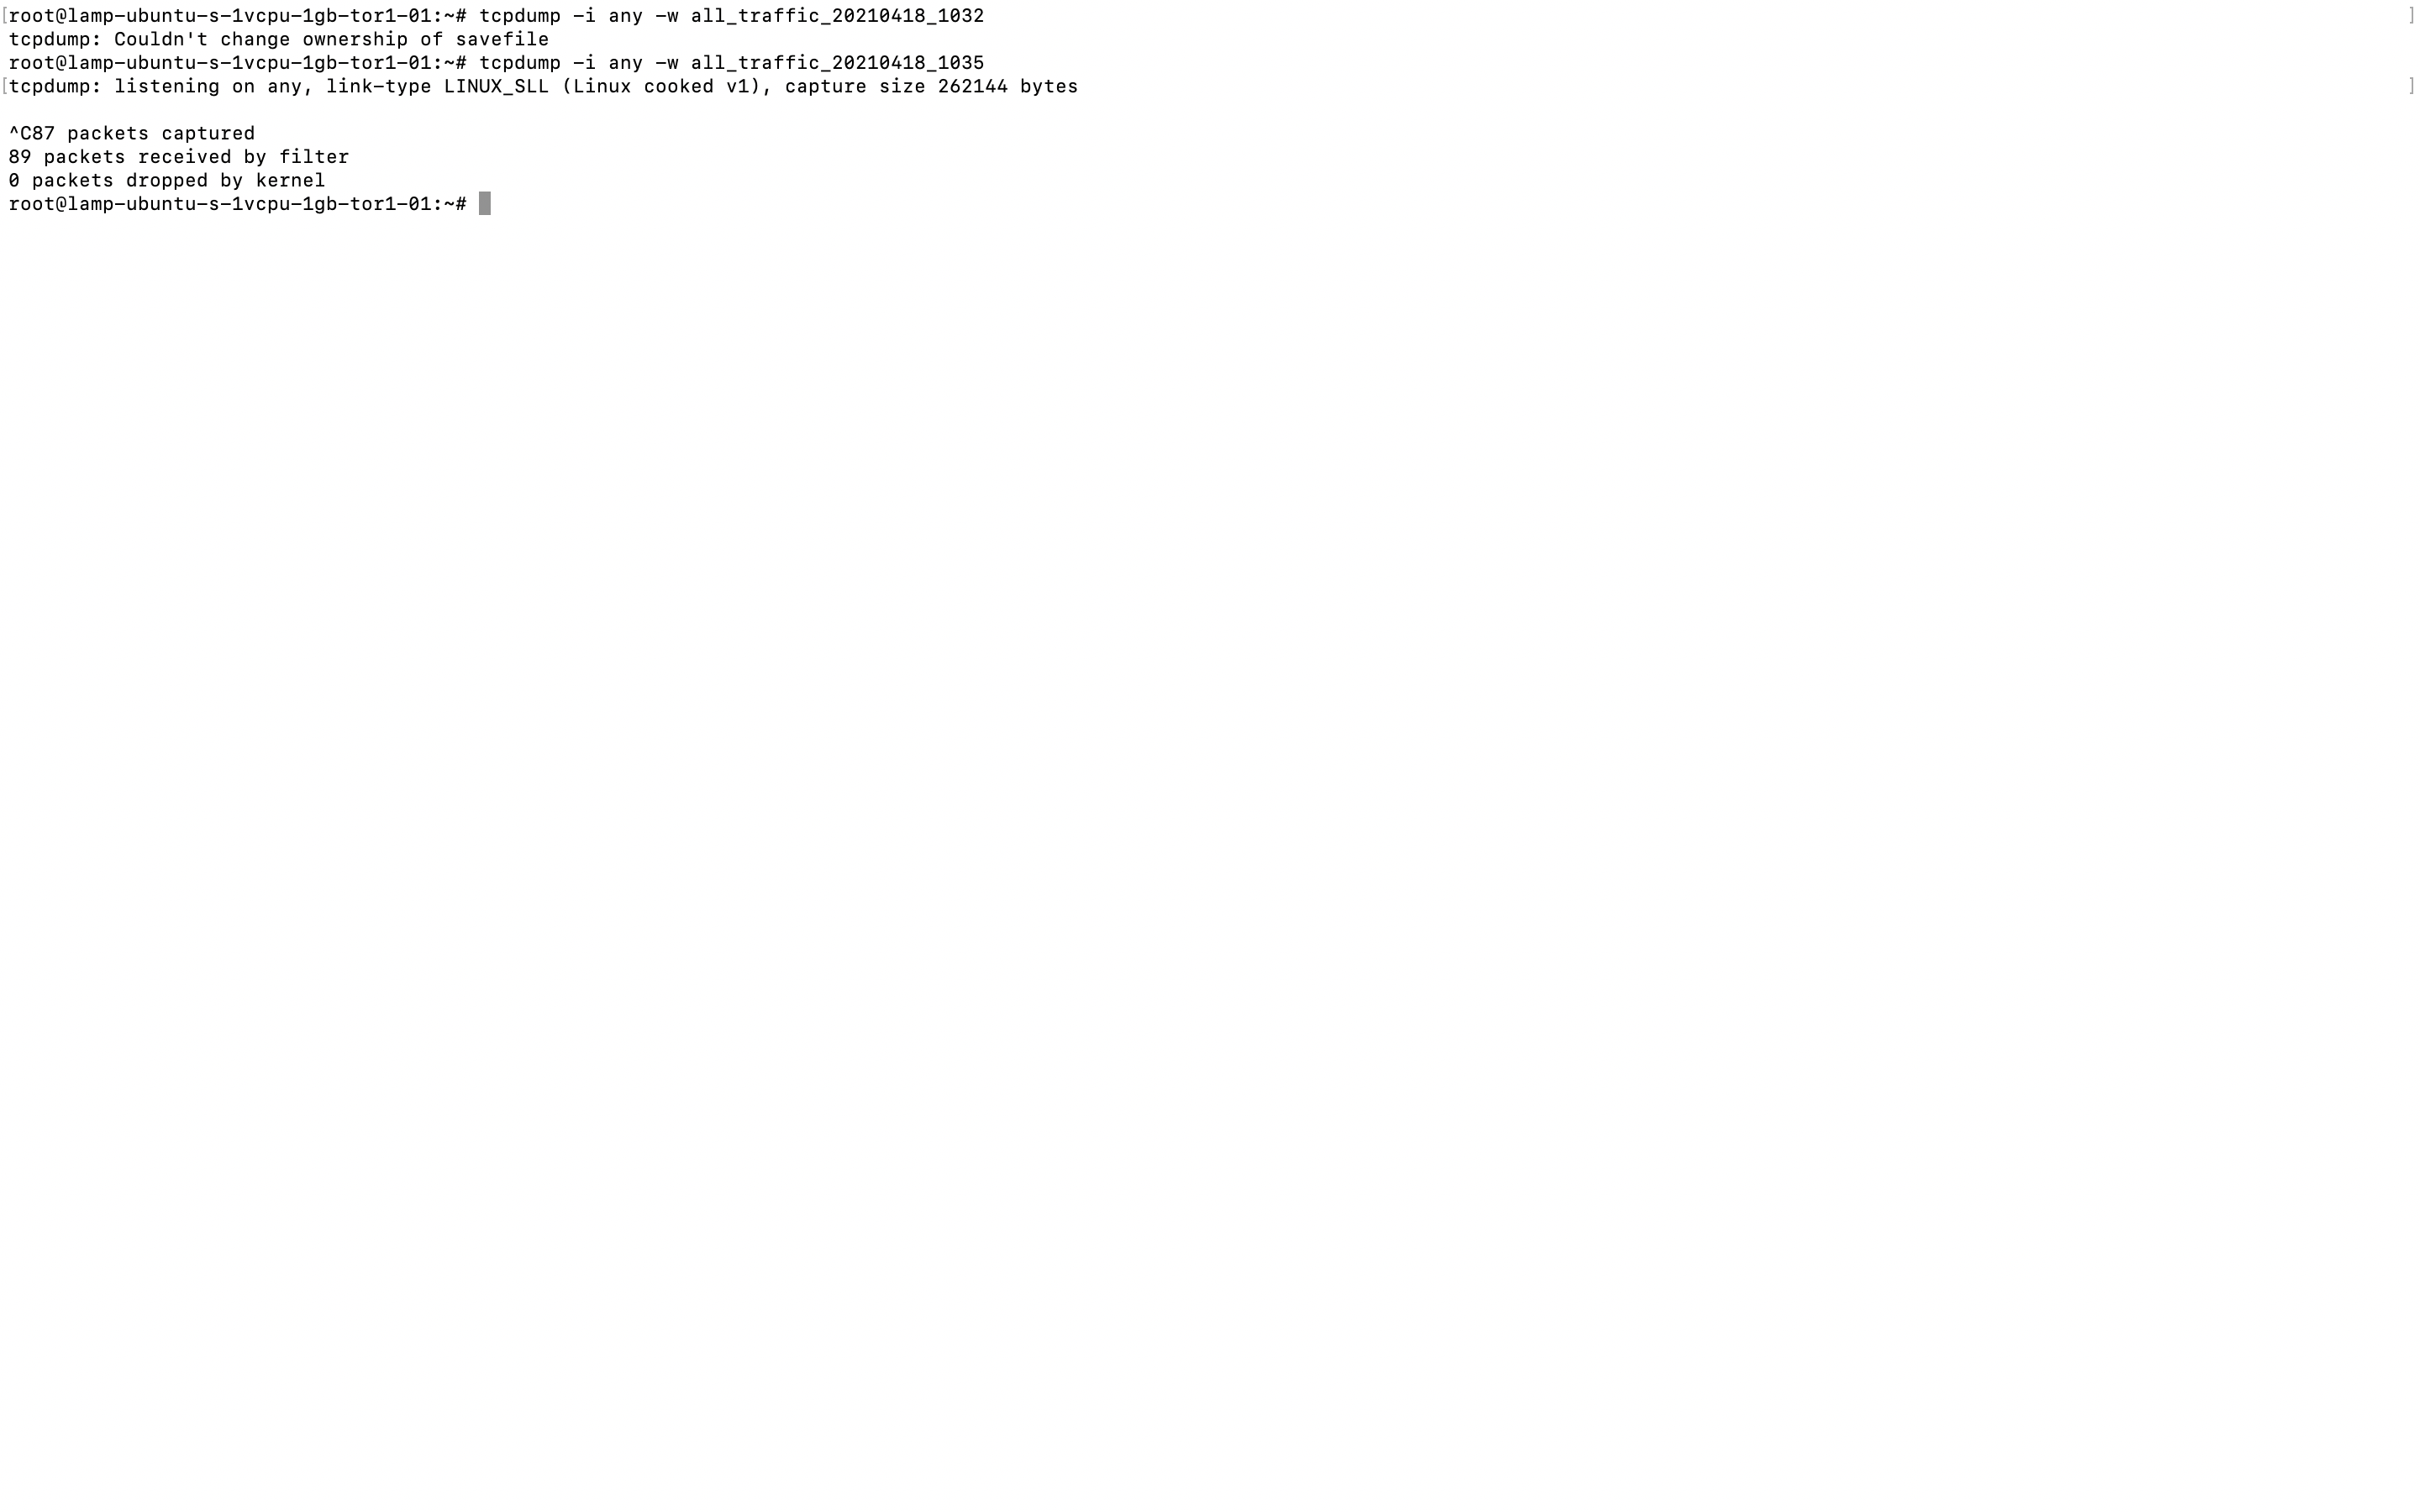 [root@lamp-ubuntu-s-1vcpu-1gb-tor1-01:~# tcpdump -i any -w all_traffic_20210418_1032 ]
tcpdump: Couldn't change ownership of savefile
root@lamp-ubuntu-s-1vcpu-1gb-tor1-01:~# tcpdump -i any -w all_traffic_20210418_1035
[tcpdump: listening on any, link-type LINUX_SLL (Linux cooked v1), capture size 262144 bytes ]
^C87 packets captured
89 packets received by filter
0 packets dropped by kernel
root@lamp-ubuntu-s-1vcpu-1gb-tor1-01:~#